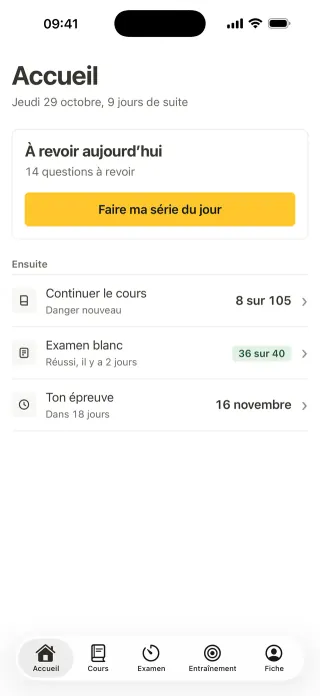 09:41
Accueil
Jeudi 29 octobre, 9 jours de suite
À revoir aujourd’hui
14 questions à revoir
Faire ma série du jour
Ensuite
Continuer le cours
8 sur 105
Danger nouveau
Examen blanc
36 sur 40
Réussi, il y a 2 jours
Ton épreuve
16 novembre
Dans 18 jours
Accueil
Cours
Examen
Entraînement
Fiche